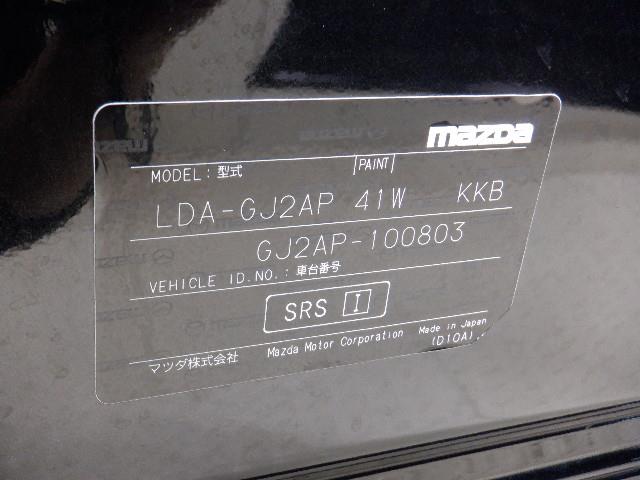 mazda
MODEL : 型式 PAINT
LDA-GJ2AP 41W KKB
GJ2AP-100803
VEHICLE ID.NO. : 車台番号
SRS I
マツダ株式会社 Mazda Motor Corporation Made in Japan
(D10A)